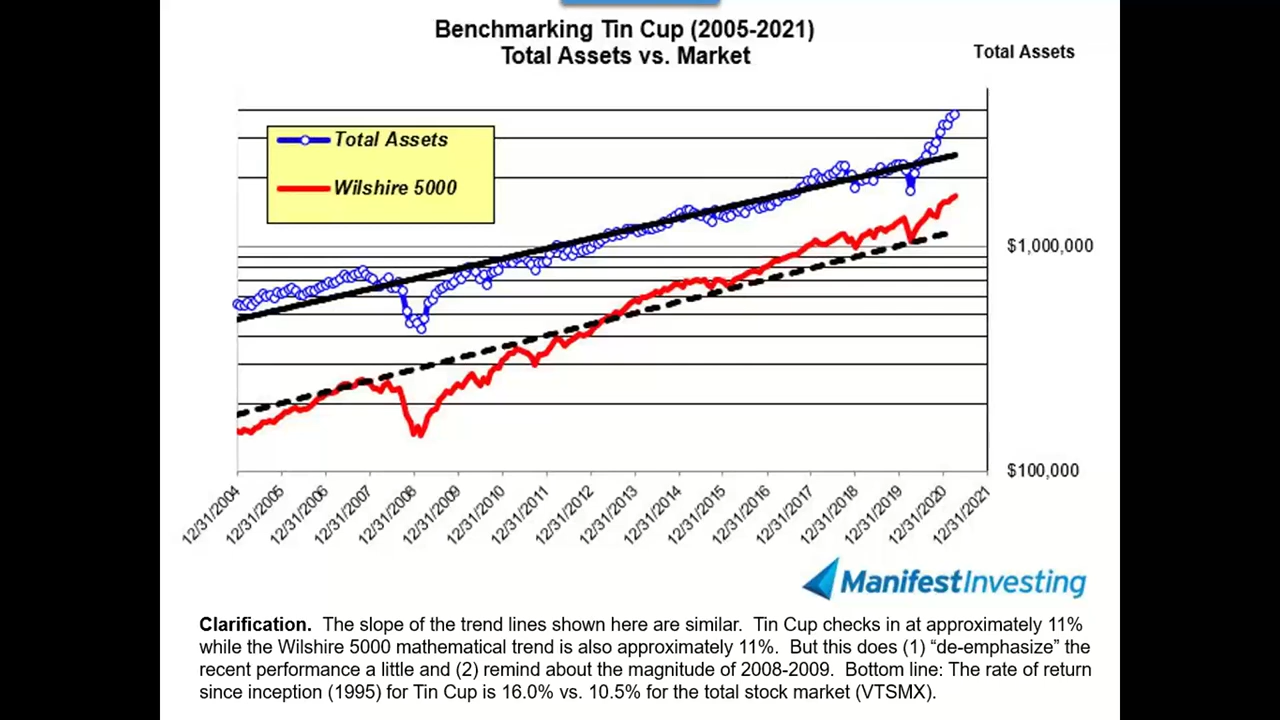 Benchmarking Tin Cup (2005-2021)
Total Assets vs. Market
Total Assets
Total Assets
Wilshire 5000
$1,000,000
$100,000
12/31/2004
12/31/2005
12/31/2006
12/31/2007
12/31/2008
12/31/2009
12/31/2010
12/31/2011
12/31/2012
12/31/2013
12/31/2014
12/31/2015
12/31/2016
12/31/2017
12/31/2018
12/31/2019
12/31/2020
12/31/2021
ManifestInvesting
Clarification. The slope of the trend lines shown here are similar. Tin Cup checks in at approximately 11%
while the Wilshire 5000 mathematical trend is also approximately 11%. But this does (1) “de-emphasize” the
recent performance a little and (2) remind about the magnitude of 2008-2009. Bottom line: The rate of return
since inception (1995) for Tin Cup is 16.0% vs. 10.5% for the total stock market (VTSMX).